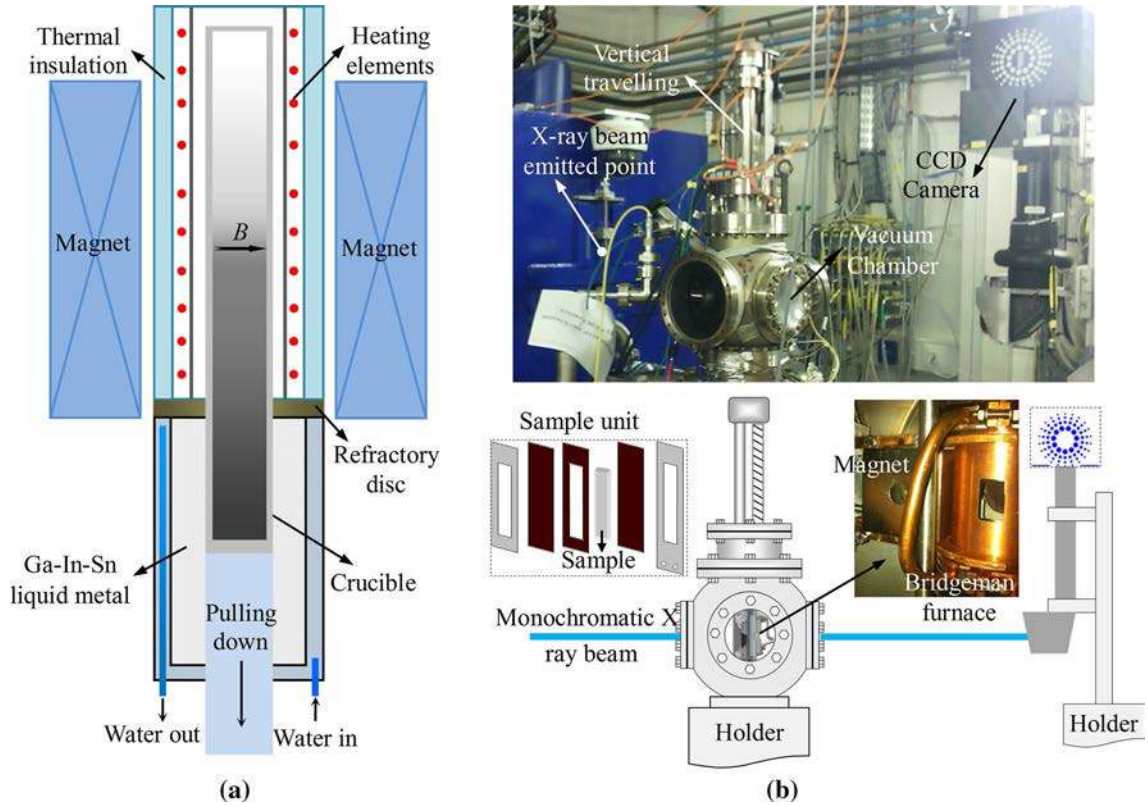 Thermal
insulation
Heating
elements
Magnet
B
Magnet
Refractory
disc
Ga-In-Sn
liquid metal
Crucible
Pulling
down
Water out
Water in
(a)
Vertical
travelling
X-ray beam
emitted point
CCD
Camera
Vacuum
Chamber
Sample unit
Sample
Magnet
Bridgeman
furnace
Monochromatic X
ray beam
Holder
Holder
(b)